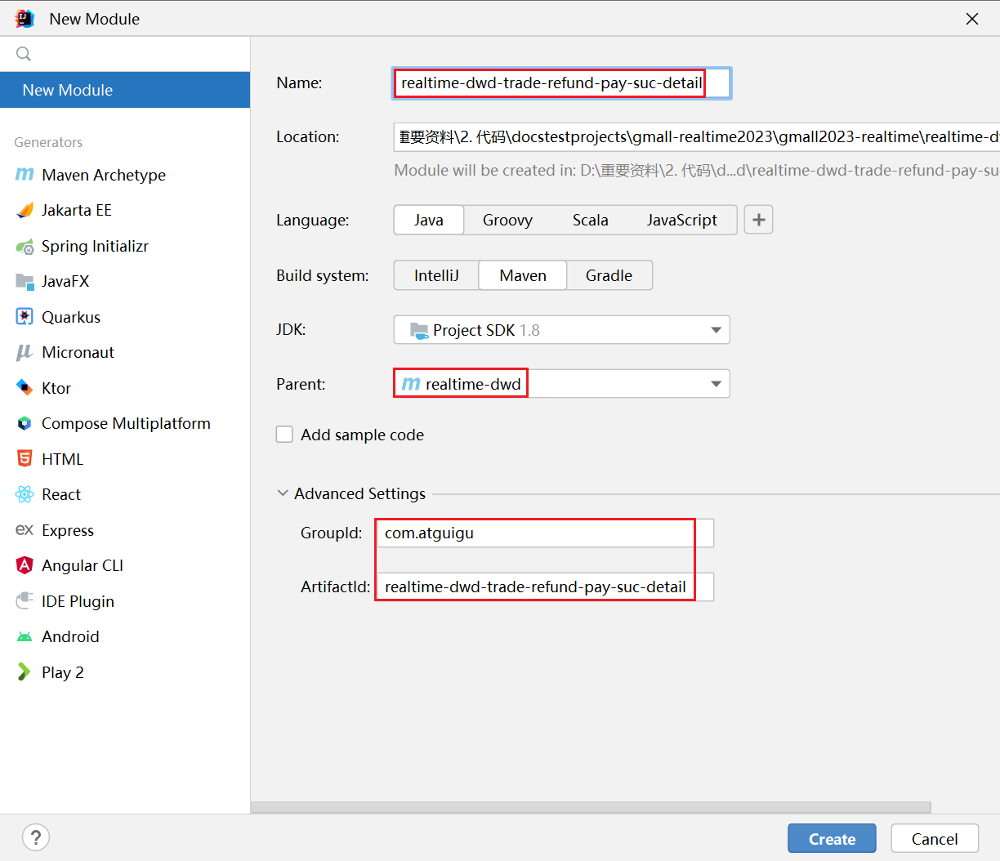 New Module
New Module
Generators
Maven Archetype
Jakarta EE
Spring Initializr
JavaFX
Quarkus
Micronaut
Ktor
Compose Multiplatform
HTML
React
Express
Angular CLI
IDE Plugin
Android
Play 2
Name: realtime-dwd-trade-refund-pay-suc-detail
Location: 重要资料\2. 代码\docstestprojects\gmall-realtime2023\gmall2023-realtime\realtime-d
Module will be created in: D:\重要资料\2. 代码\d...d\realtime-dwd-trade-refund-pay-su
Language: Java Groovy Scala JavaScript +
Build system: IntelliJ Maven Gradle
JDK: Project SDK 1.8
Parent: realtime-dwd
Add sample code
Advanced Settings
GroupId: com.atguigu
ArtifactId: realtime-dwd-trade-refund-pay-suc-detail
? Create Cancel